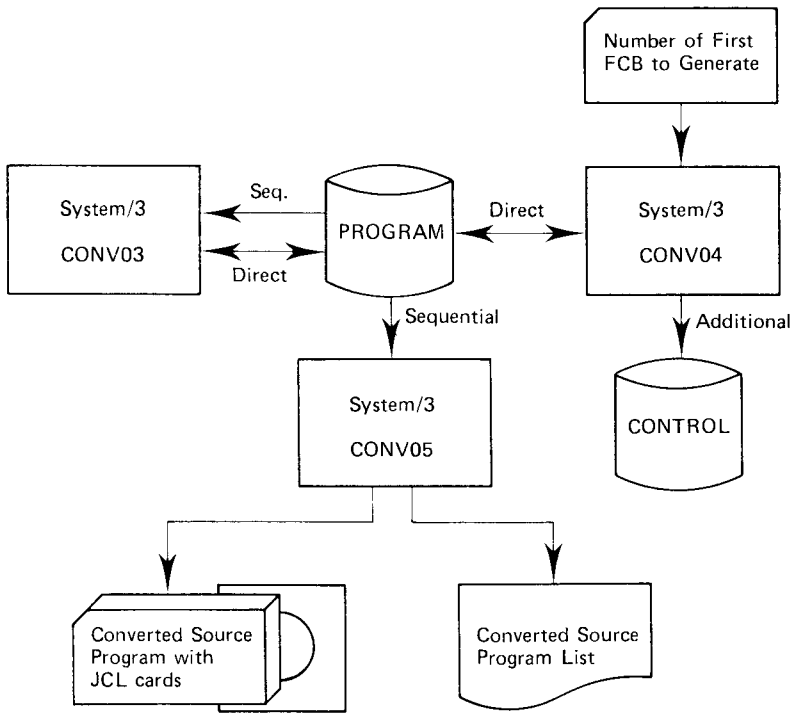 Number of First
FCB to Generate
System/3
CONV03
Seq.
Direct
PROGRAM
Direct
System/3
CONV04
Sequential
Additional
System/3
CONV05
CONTROL
Converted Source
Program with
JCL cards
Converted Source
Program List